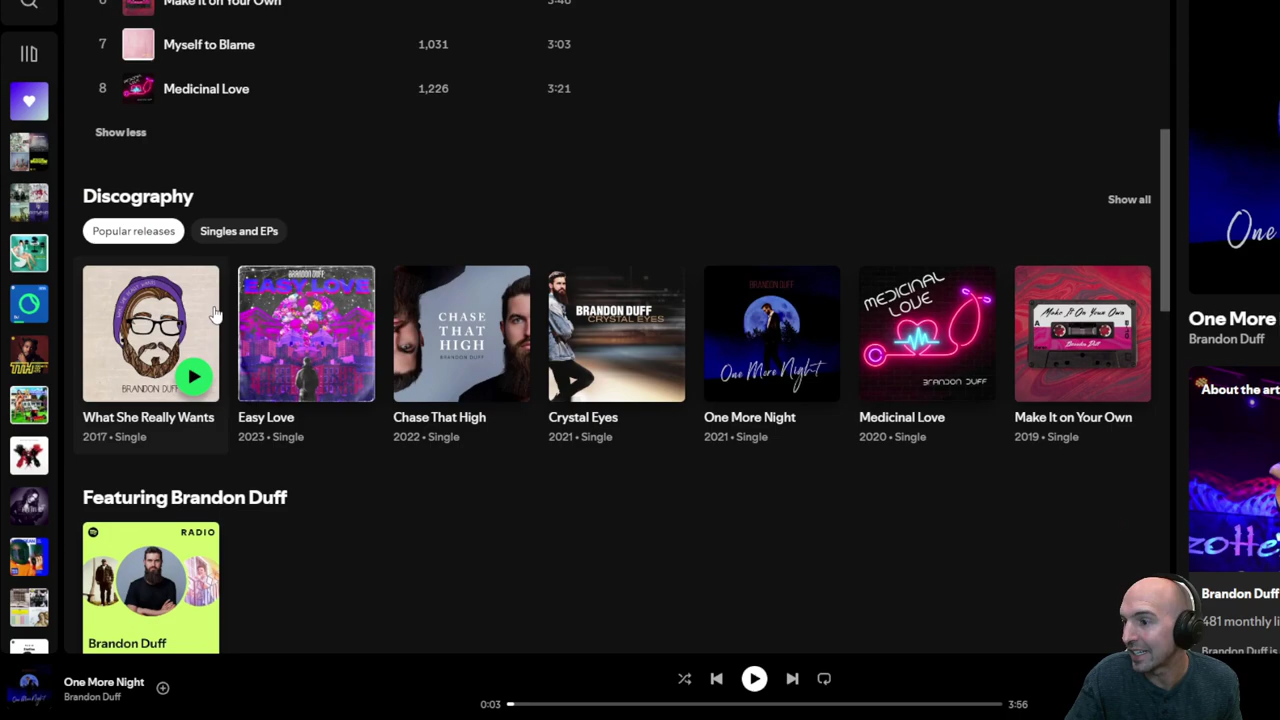 6 Make It on Your Own 3:46
7 Myself to Blame 1,031 3:03
8 Medicinal Love 1,226 3:21
Show less
Discography
Show all
Popular releases Singles and EPs
BRANDON DUFF
BRANDON DUFF
EASY LOVE
CHASE
THAT
HIGH
BRANDON DUFF
BRANDON DUFF
CRYSTAL EYES
BRANDON DUFF
One More Night
MEDICINAL
LOVE
BRANDON DUFF
Make It On Your Own
A
Brandon Duff
What She Really Wants
2017 • Single
Easy Love
2023 • Single
Chase That High
2022 • Single
Crystal Eyes
2021 • Single
One More Night
2021 • Single
Medicinal Love
2020 • Single
Make It on Your Own
2019 • Single
Featuring Brandon Duff
RADIO
Brandon Duff
One
One More
Brandon Duff
About the art
Brandon Duff
481 monthly li
Brandon Duff is
One More Night
Brandon Duff
0:03
3:56